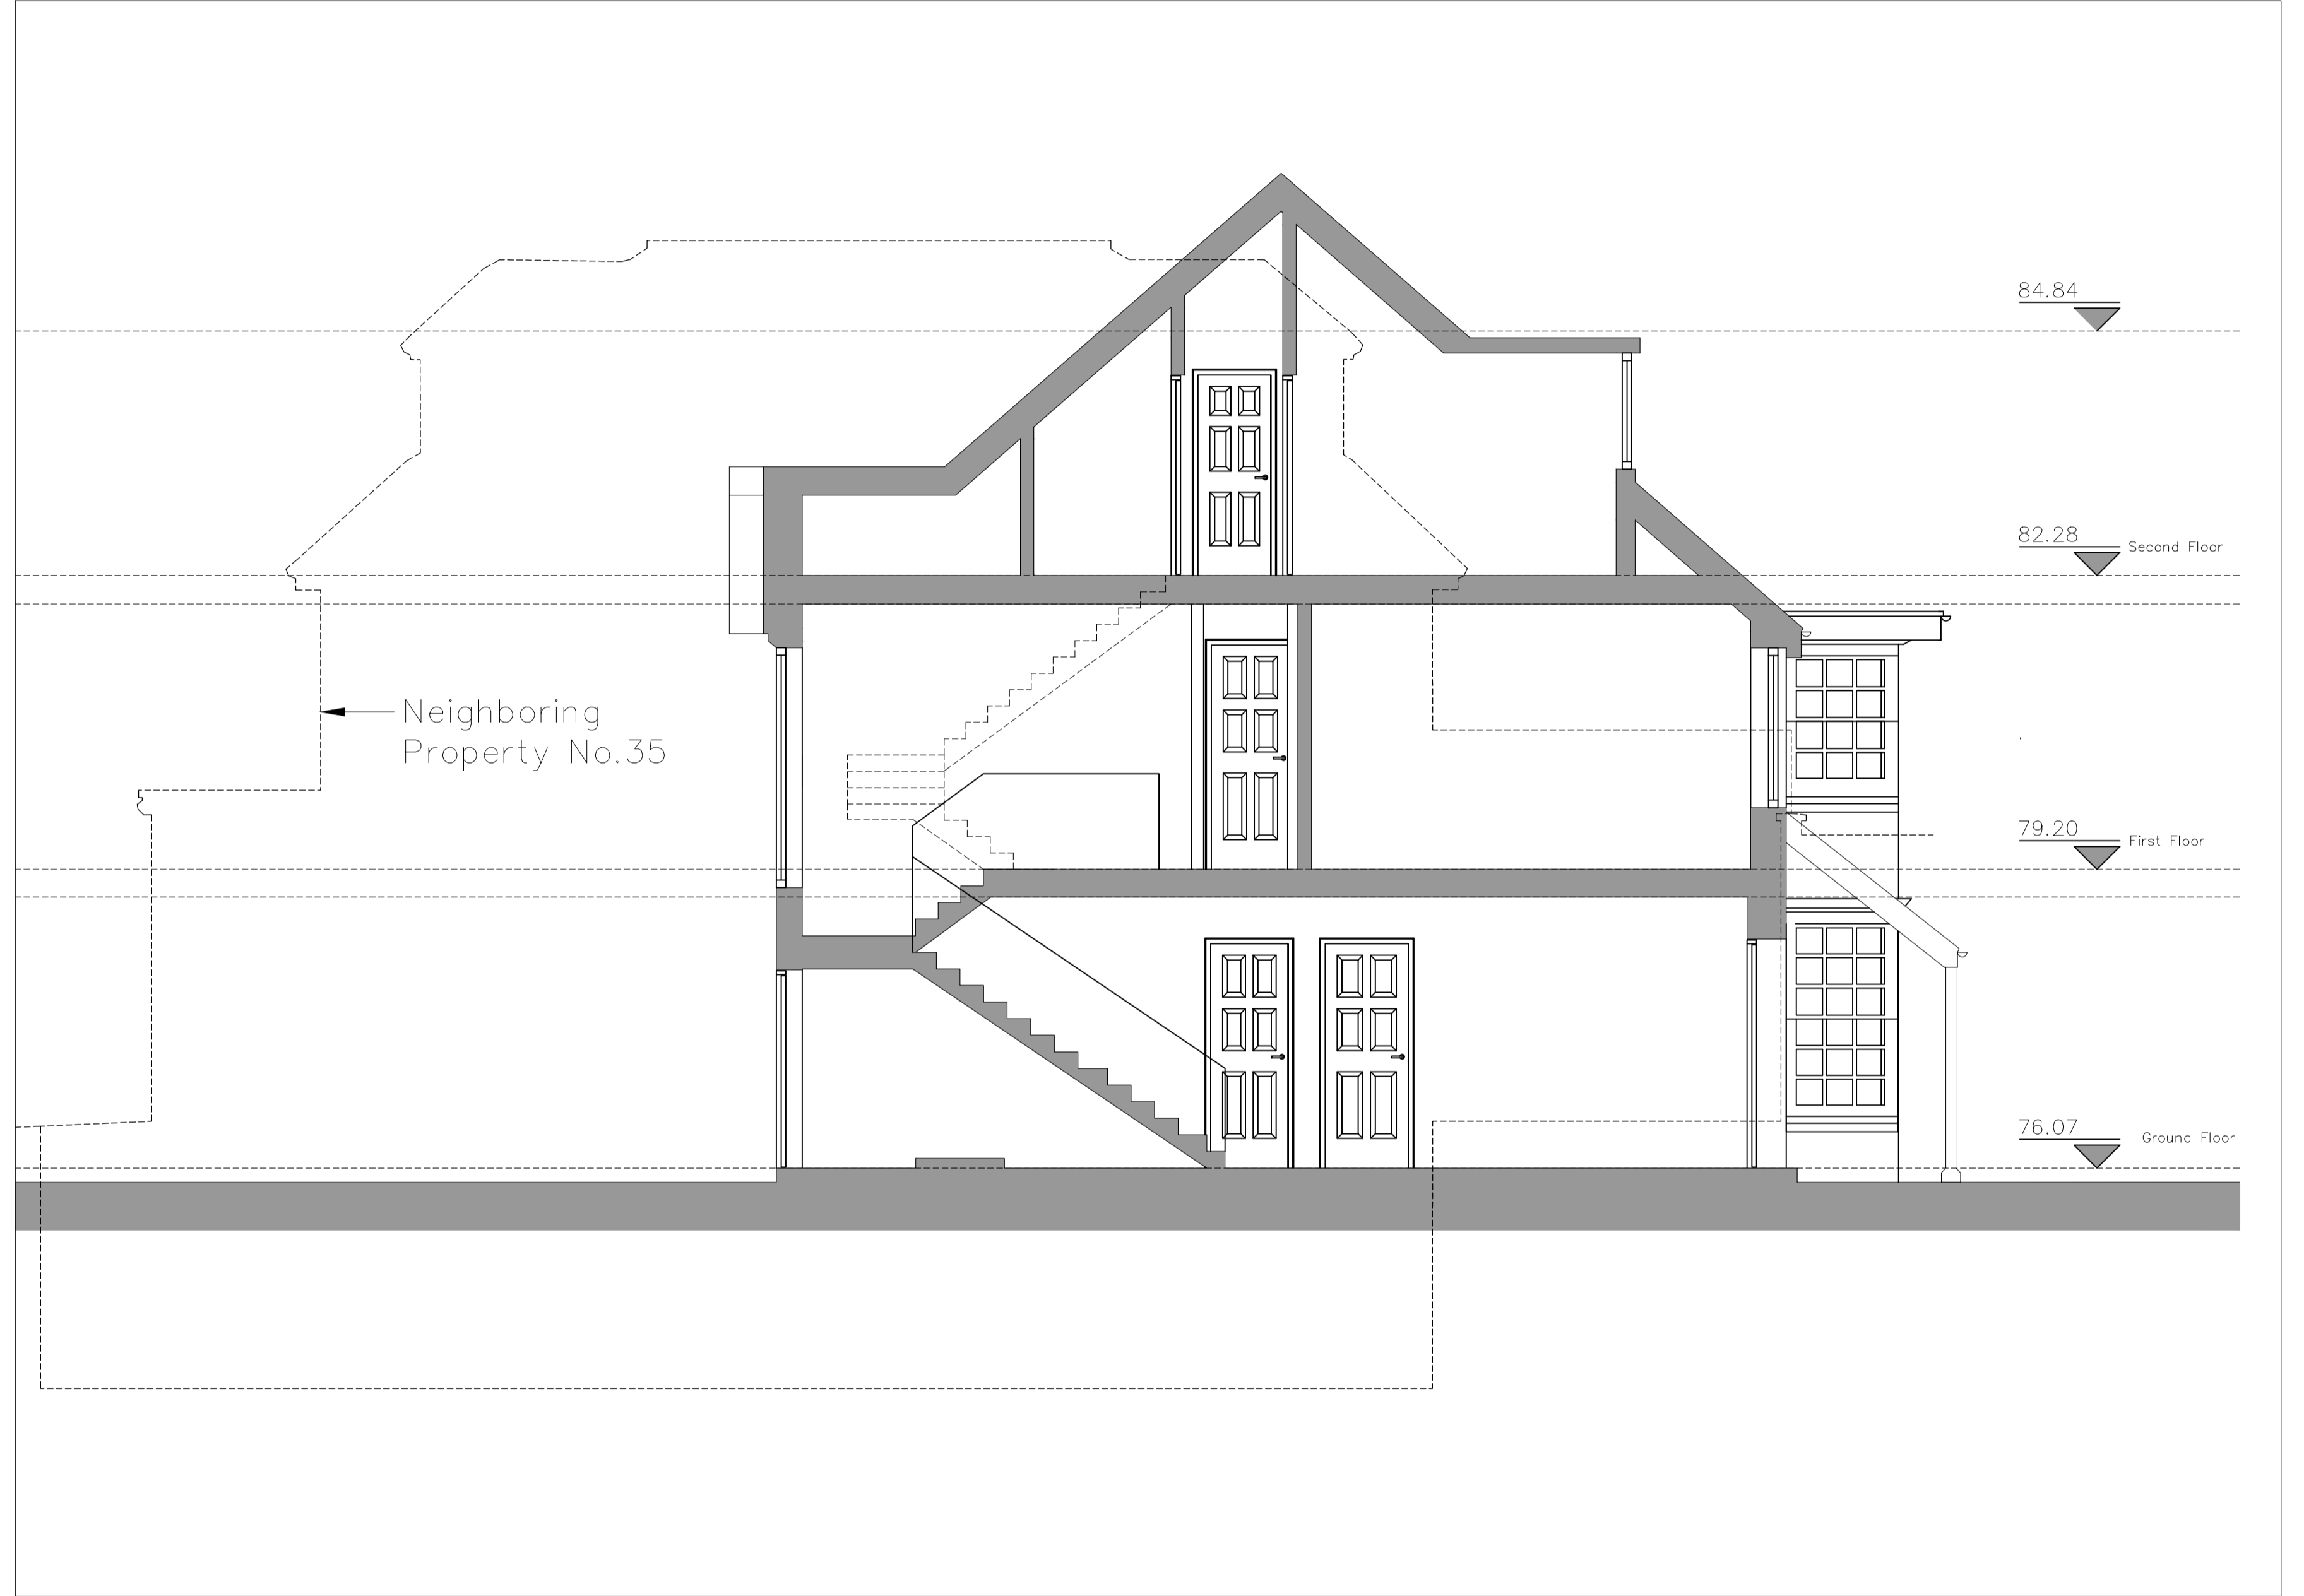 84.84
82.28
Second Floor
Neighboring
Property No.35
79.20
First Floor
76.07
Ground Floor